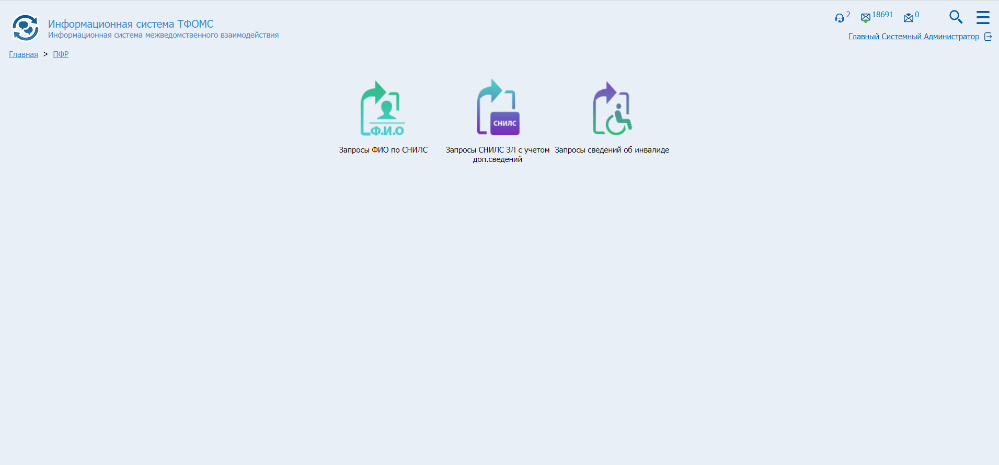 Информационная система ТФОМС
Информационная система межведомственного взаимодействия
2 18691 0
Главный Системный Администратор
Главная > ПФР
Ф.И.О
СНИЛС
Запросы ФИО по СНИЛС
Запросы СНИЛС ЗЛ с учетом
доп.сведений
Запросы сведений об инвалиде